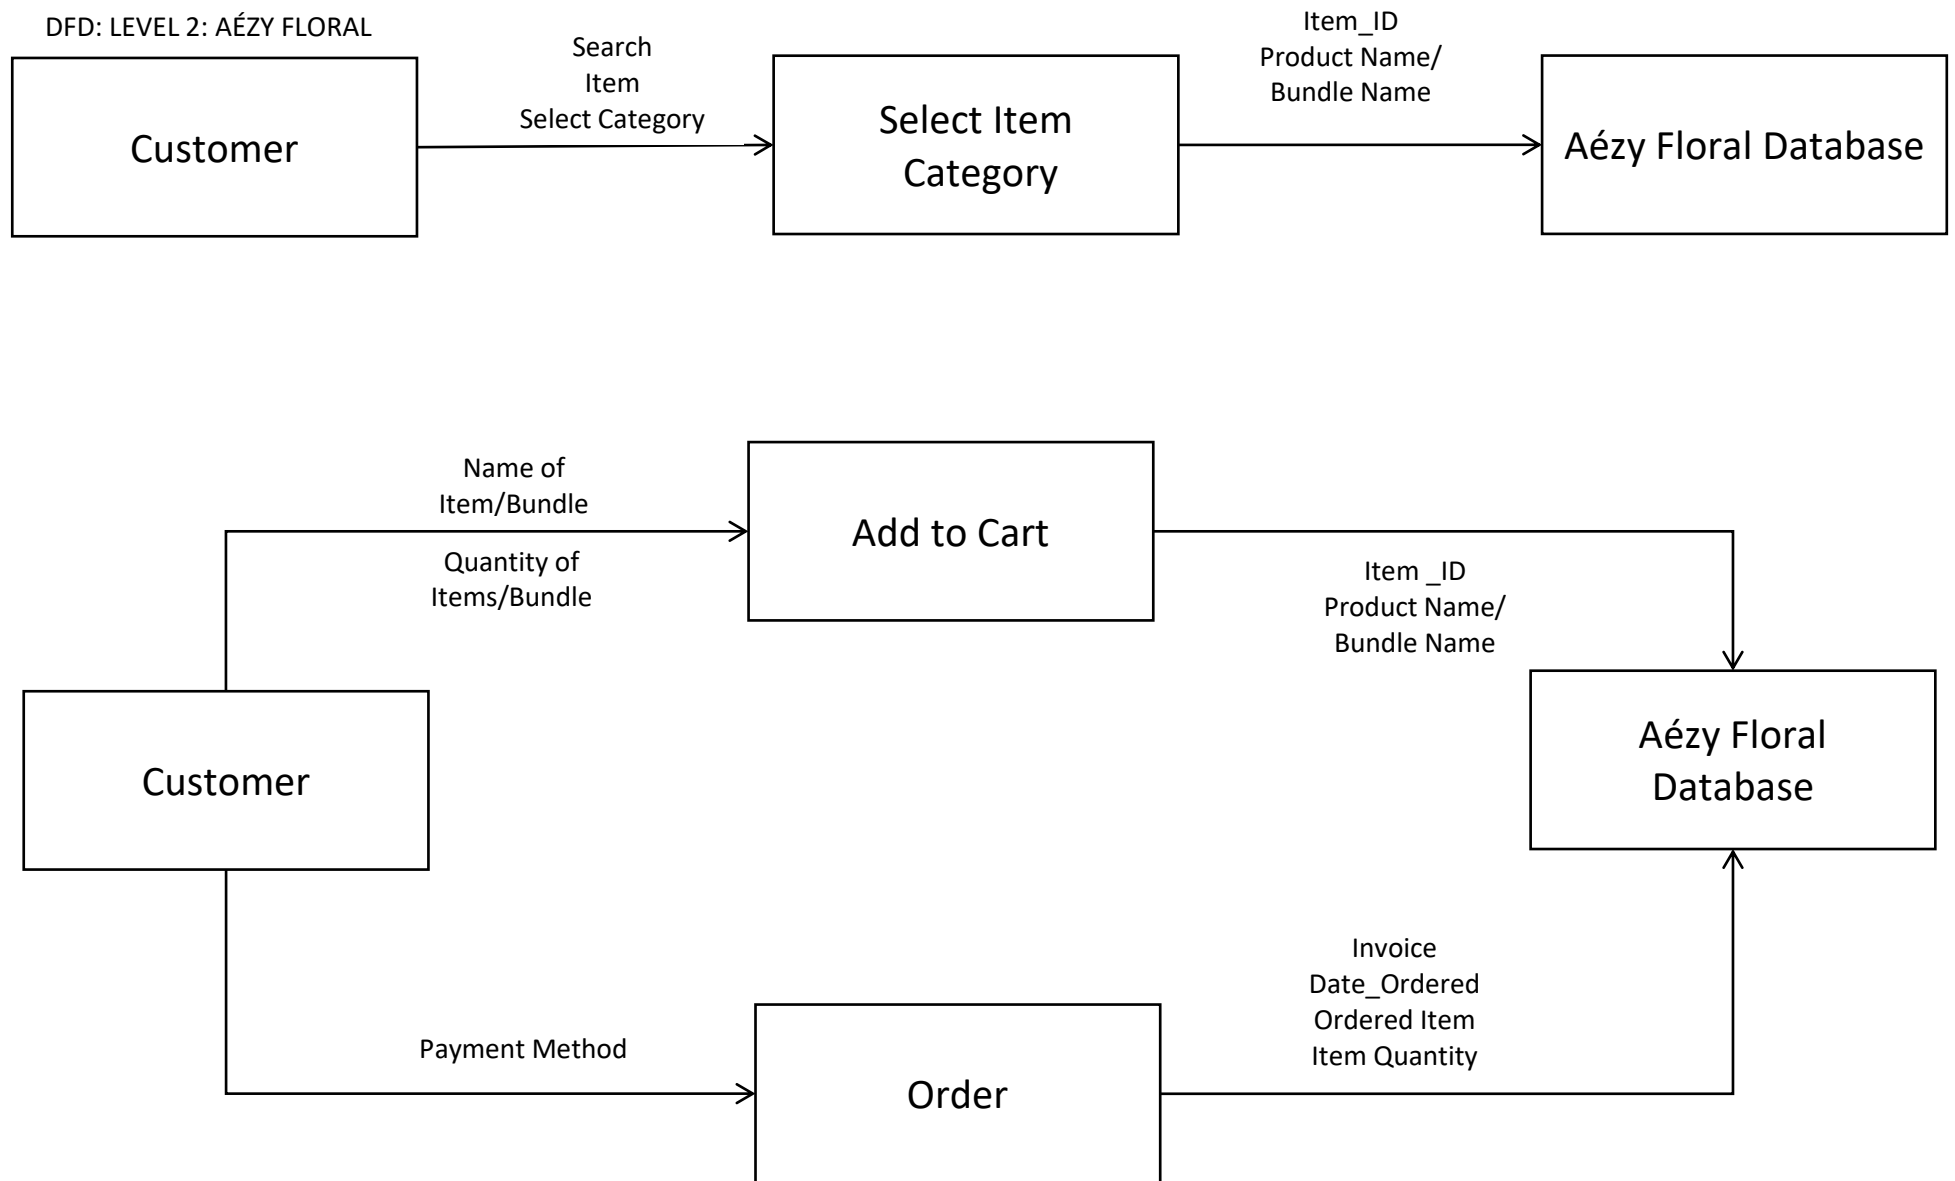 DFD: LEVEL 2: AÉZY FLORAL
Customer
Search
Item
Select Category
Select Item
Category
Item_ID
Product Name/
Bundle Name
Aézy Floral Database
Name of
Item/Bundle
Quantity of
Items/Bundle
Add to Cart
Item _ID
Product Name/
Bundle Name
Customer
Aézy Floral
Database
Payment Method
Order
Invoice
Date_Ordered
Ordered Item
Item Quantity